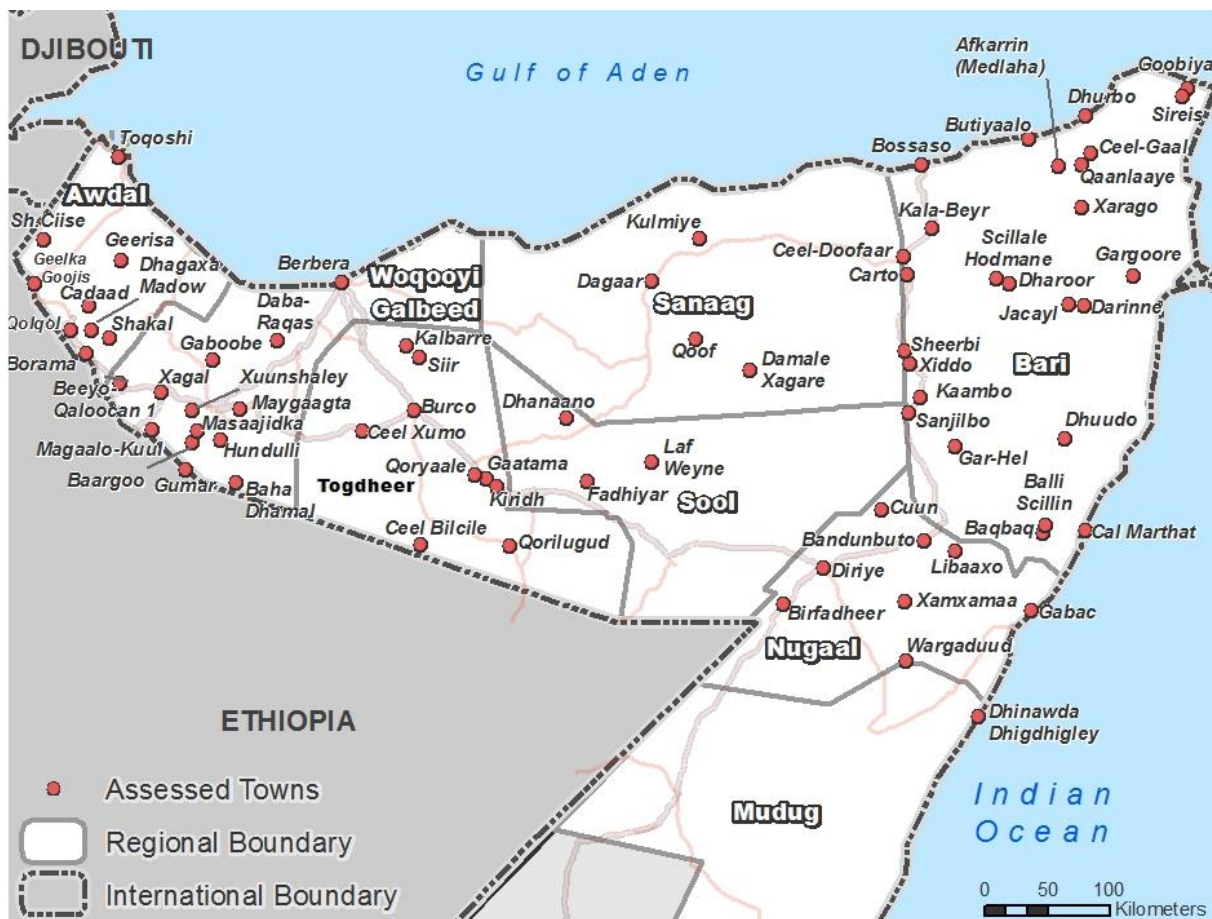 DJIBOUTI
Gulf of Aden
Afkarrin
(Medlaha)
Goobiya
Sireis
Dhurbo
Butiyaalo
Toqoshi
Bossaso
Ceel-Gaal
Qaanlaaye
Awdal
Xarago
Sh.Ciise
Geerisa
Kulmiye
Kala-Beyr
Geelka
Goojis
Dhagaxa
Madow
Ceel-Doofaar
Scillale
Hodmane
Gargoore
Berbera
Woqooyi
Galbeed
Dagaar
Carto
Dharoor
Cadaad
Daba-
Raqas
Sanaag
Jacayl
Darinne
Qolqol
Shakal
Kalbarre
Siir
Qoof
Sheerbi
Xiddo
Bari
Borama
Gaboobe
Damale
Xagare
Beeyo-
Qaloocan 1
Xagal
Xuunshaley
Kaambo
Maygaagta
Burco
Dhanaano
Sanjilbo
Masaajidka
Ceel Xumo
Dhuudo
Magaalo-Kuul
Hundulli
Laf
Weyne
Gar-Hel
Baargoo
Gumar
Baha
Dhamal
Togdheer
Qoryaale
Gaatama
Kiridh
Fadhiyar
Sool
Balli
Scillin
Cuun
Ceel Bilcile
Qorilugud
Bandunbuto
Baqbaq
Cal Marthat
Libaaxo
Diriye
Birfadheer
Xamxamaa
Gabac
Nugaal
Wargaduud
ETHIOPIA
Dhinawda
Dhigdhigley
Assessed Towns
Indian
Ocean
Mudug
Regional Boundary
International Boundary
0 50 100
Kilometers